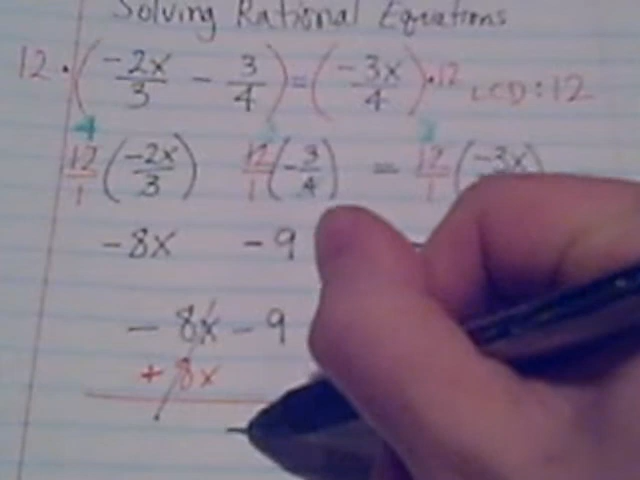 Solving Rational Equations
12 · (-2x/3 - 3/4) = (-3x/4) · 12 LCD: 12
4
12/1 (-2x/3) 12/1 (-3/4) = 12/1 (-3x
-8x -9
-8x - 9
+ 8x